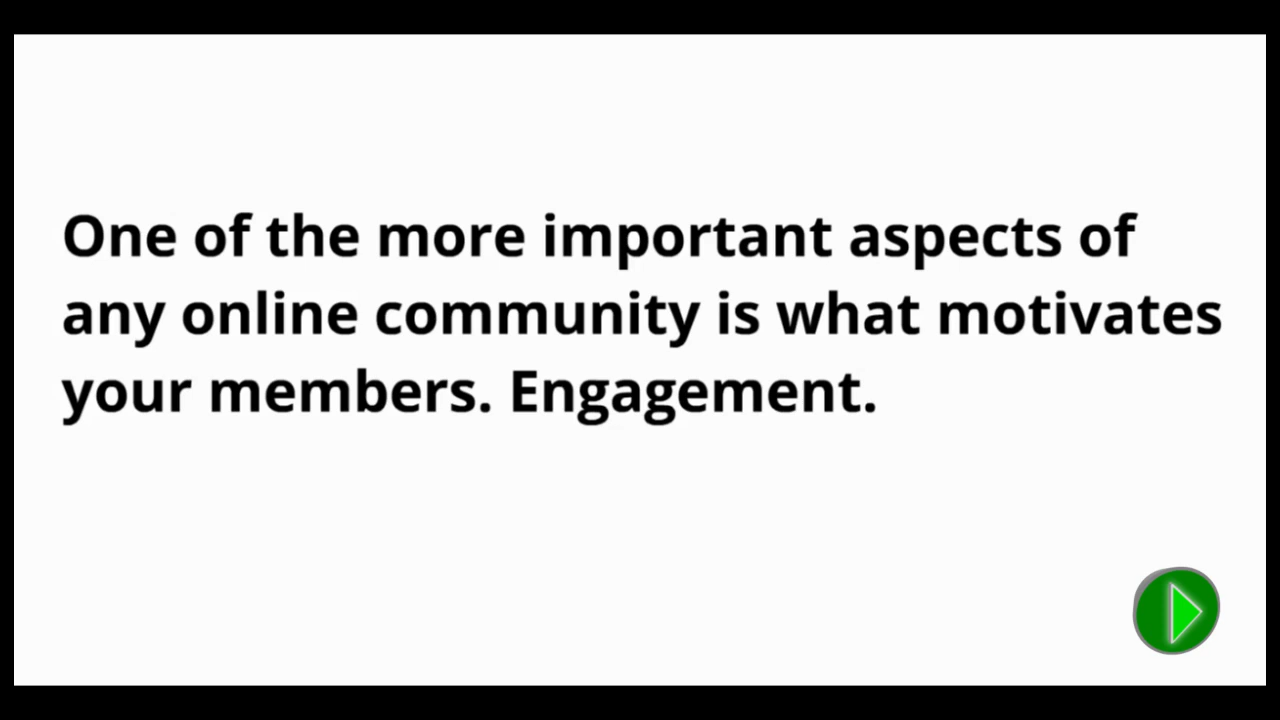 One of the more important aspects of
any online community is what motivates
your members. Engagement.